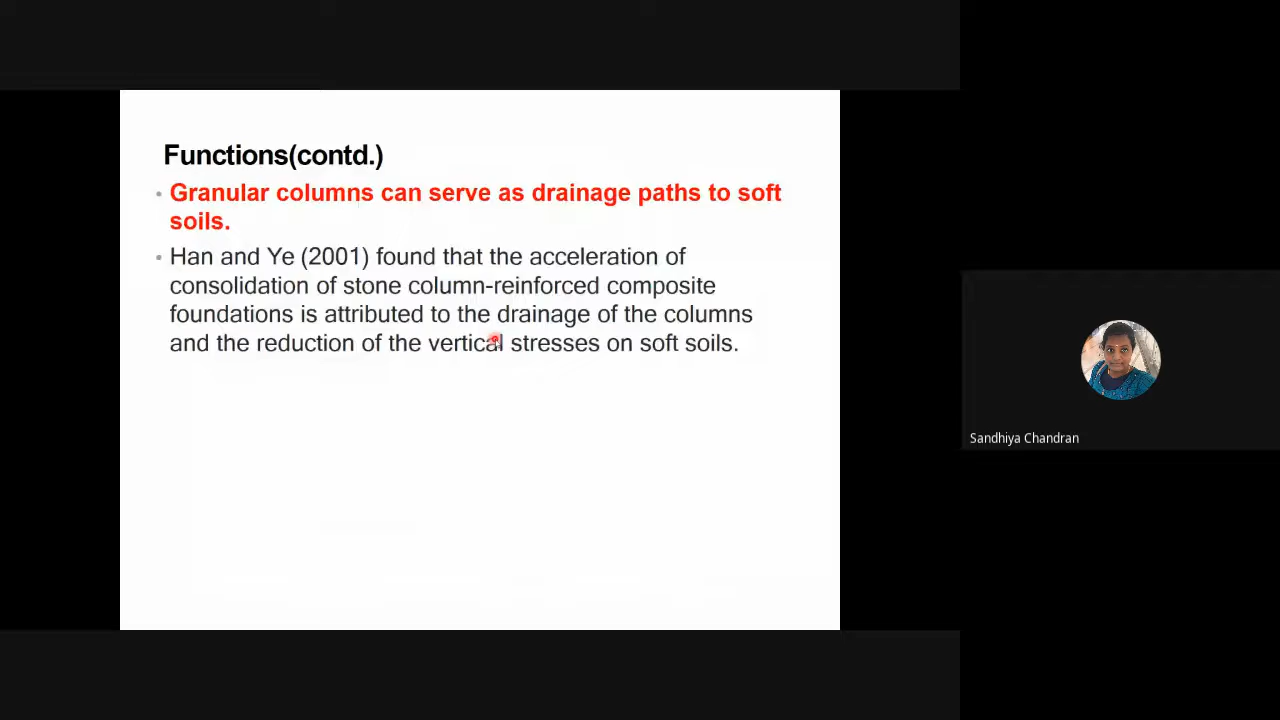 Functions(contd.)
Granular columns can serve as drainage paths to soft
soils.
Han and Ye (2001) found that the acceleration of
consolidation of stone column-reinforced composite
foundations is attributed to the drainage of the columns
and the reduction of the vertical stresses on soft soils.
Sandhiya Chandran